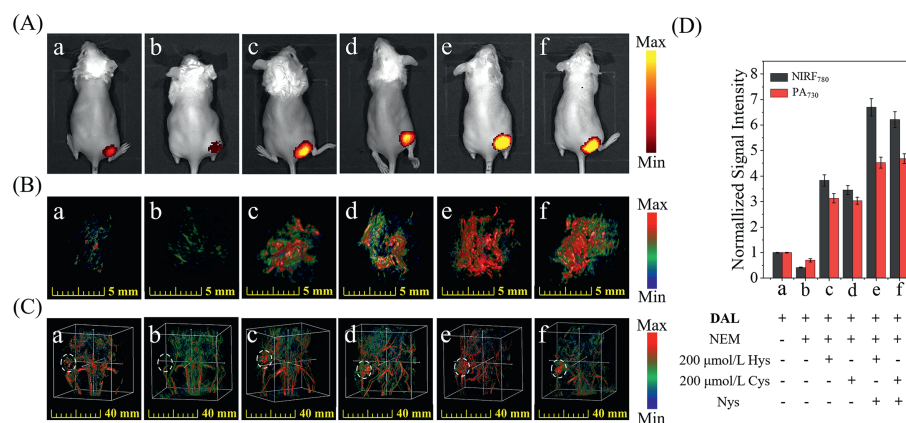 (A)
a b c d e f
Max
Min
(B)
a b c d e f
5 mm 5 mm 5 mm 5 mm 5 mm 5 mm
Max
Min
(C)
a b c d e f
40 mm 40 mm 40 mm 40 mm 40 mm 40 mm
Max
Min
(D)
Normallized Signal Intensity
8
7
6
5
4
3
2
1
0
NIRF780
PA730
a b c d e f
DAL + + + + + +
NEM - + + + + +
200 μmol/L Hys - - + - + -
200 μmol/L Cys - - - + - +
Nys - - - - + +